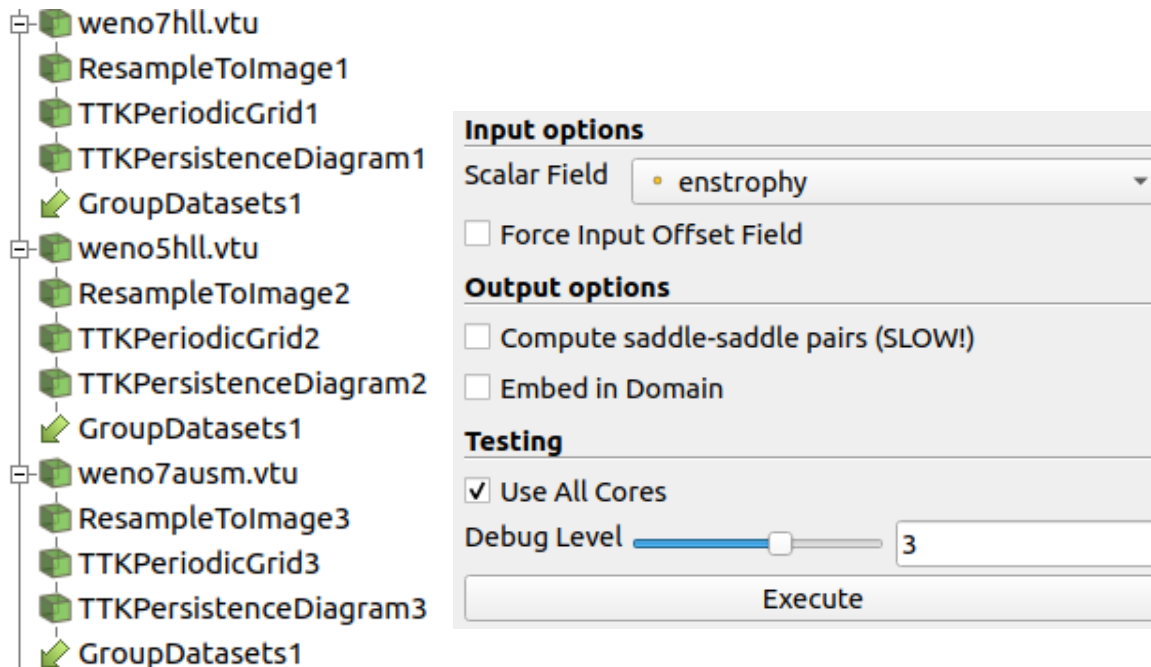 weno7hll.vtu
ResampleToImage1
TTKPeriodicGrid1
TTKPersistenceDiagram1
GroupDatasets1
weno5hll.vtu
ResampleToImage2
TTKPeriodicGrid2
TTKPersistenceDiagram2
GroupDatasets1
weno7ausm.vtu
ResampleToImage3
TTKPeriodicGrid3
TTKPersistenceDiagram3
GroupDatasets1
Input options
Scalar Field enstrophy
Force Input Offset Field
Output options
Compute saddle-saddle pairs (SLOW!)
Embed in Domain
Testing
Use All Cores
Debug Level 3
Execute